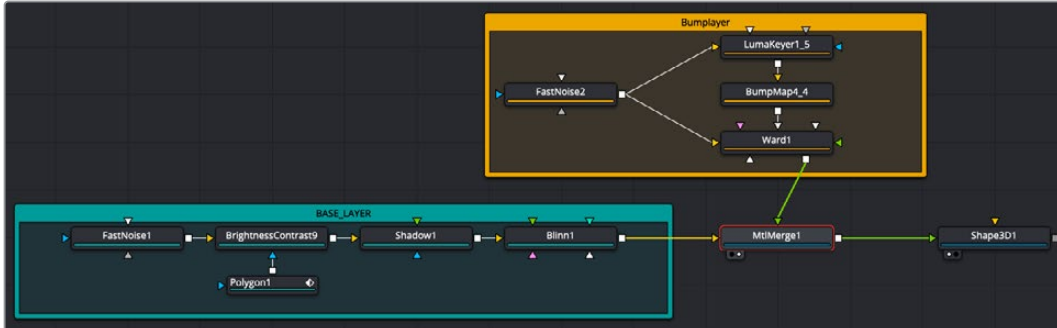 Bumplayer
LumaKeyer1_5
FastNoise2
BumpMap4_4
Ward1
BASE_LAYER
FastNoise1
BrightnessContrast9
Shadow1
Blinn1
MtlMerge1
Shape3D1
Polygon1